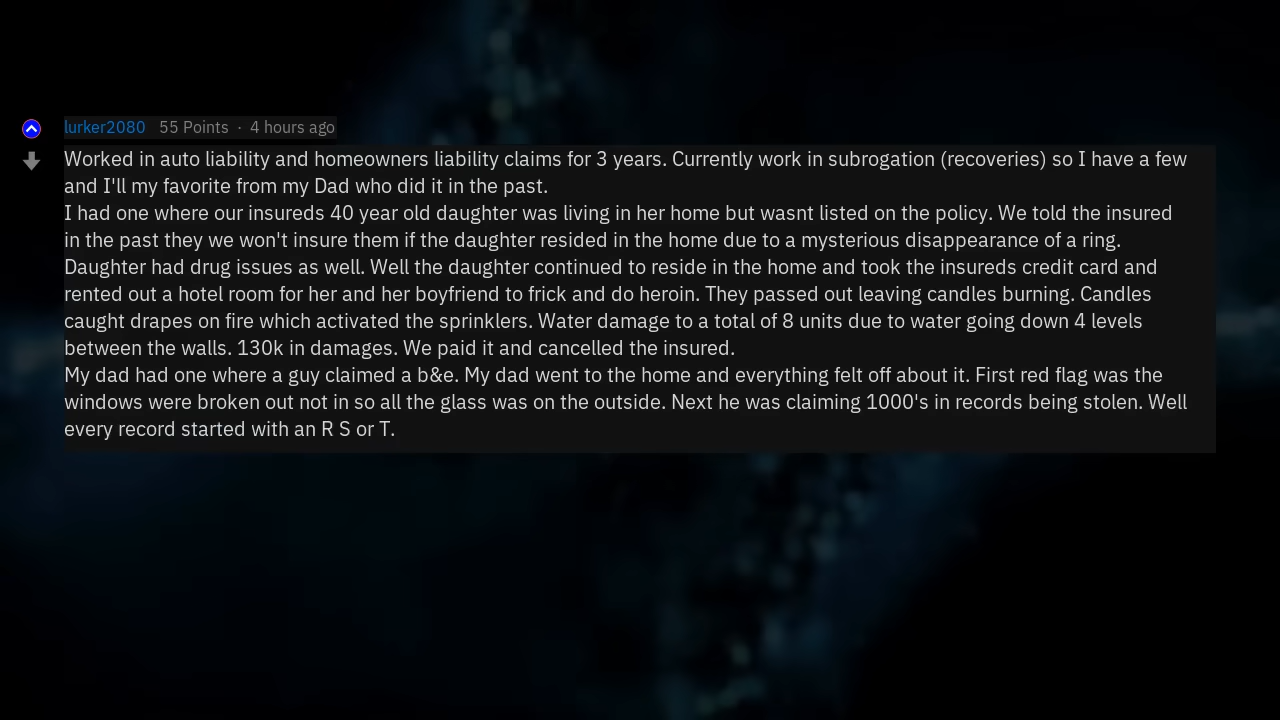 lurker2080 55 Points · 4 hours ago
Worked in auto liability and homeowners liability claims for 3 years. Currently work in subrogation (recoveries) so I have a few
and I'll my favorite from my Dad who did it in the past.
I had one where our insureds 40 year old daughter was living in her home but wasnt listed on the policy. We told the insured
in the past they we won't insure them if the daughter resided in the home due to a mysterious disappearance of a ring.
Daughter had drug issues as well. Well the daughter continued to reside in the home and took the insureds credit card and
rented out a hotel room for her and her boyfriend to frick and do heroin. They passed out leaving candles burning. Candles
caught drapes on fire which activated the sprinklers. Water damage to a total of 8 units due to water going down 4 levels
between the walls. 130k in damages. We paid it and cancelled the insured.
My dad had one where a guy claimed a b&e. My dad went to the home and everything felt off about it. First red flag was the
windows were broken out not in so all the glass was on the outside. Next he was claiming 1000's in records being stolen. Well
every record started with an R S or T.